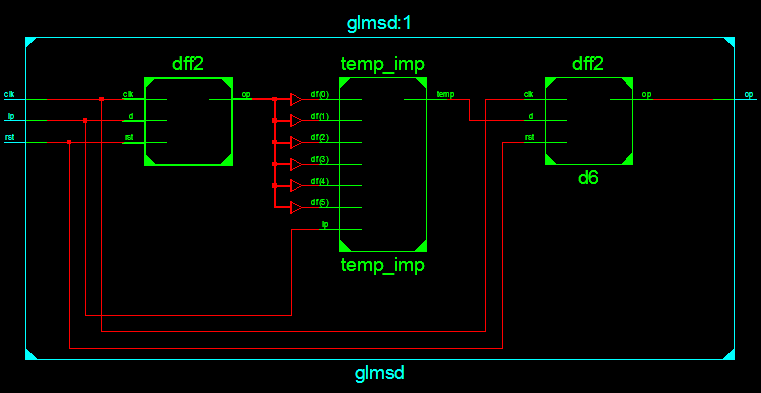 glmsd:1
dff2
temp_imp
dff2
clk
clk
op
df(0)
temp
clk
op
op
ip
d
df(1)
d
rst
rst
df(2)
rst
df(3)
df(4)
d6
df(5)
ip
temp_imp
glmsd